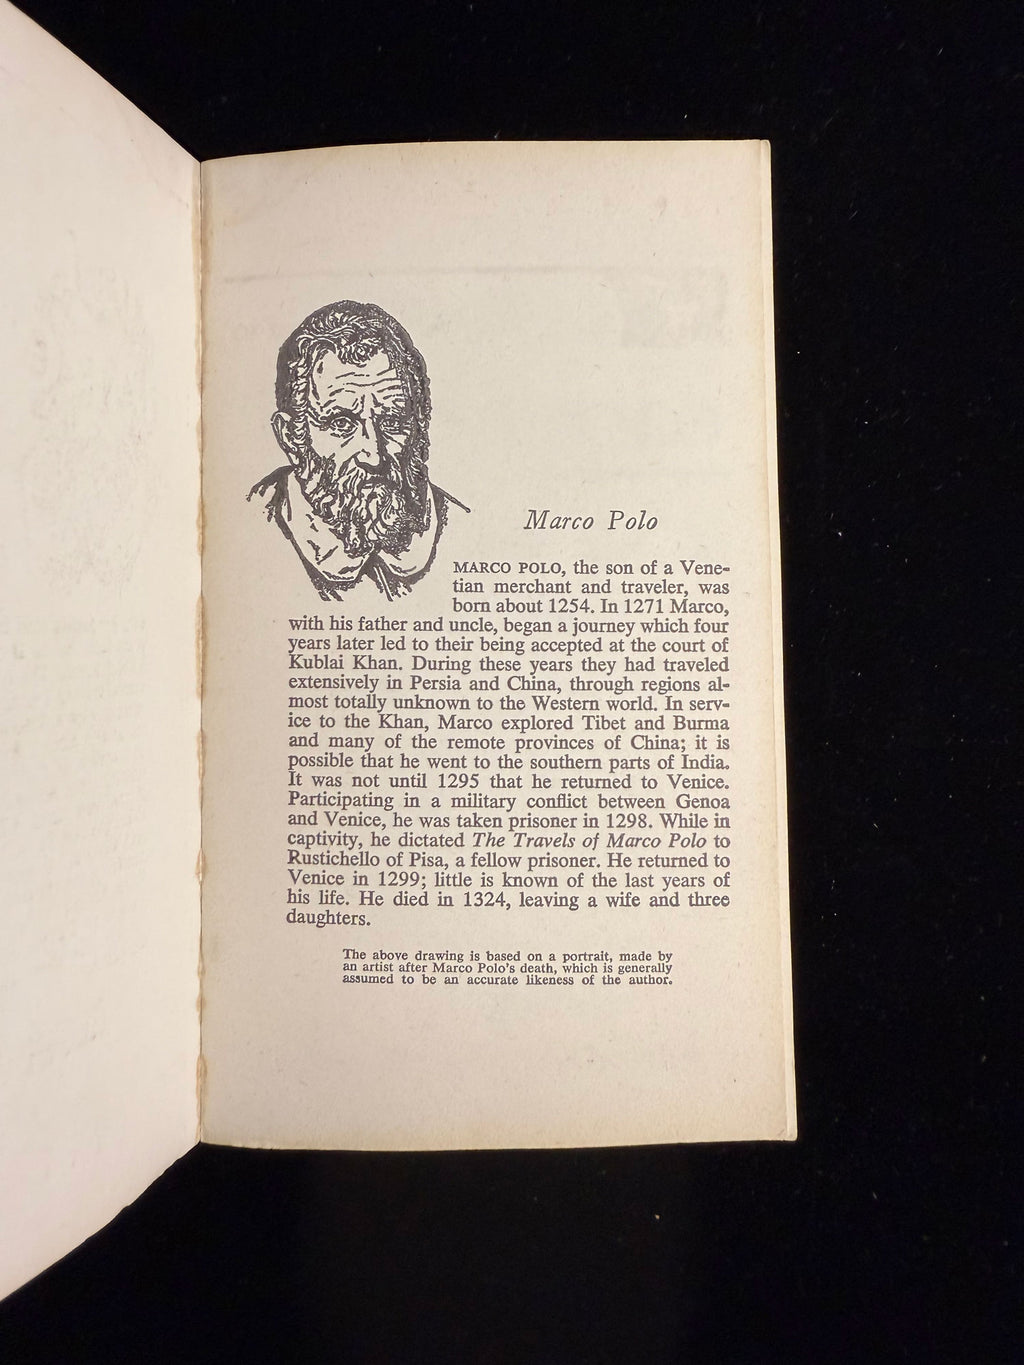 Marco Polo
MARCO POLO, the son of a Vene-
tian merchant and traveler, was
born about 1254. In 1271 Marco,
with his father and uncle, began a journey which four
years later led to their being accepted at the court of
Kublai Khan. During these years they had traveled
extensively in Persia and China, through regions al-
most totally unknown to the Western world. In serv-
ice to the Khan, Marco explored Tibet and Burma
and many of the remote provinces of China; it is
possible that he went to the southern parts of India.
It was not until 1295 that he returned to Venice.
Participating in a military conflict between Genoa
and Venice, he was taken prisoner in 1298. While in
captivity, he dictated The Travels of Marco Polo to
Rustichello of Pisa, a fellow prisoner. He returned to
Venice in 1299; little is known of the last years of
his life. He died in 1324, leaving a wife and three
daughters.
The above drawing is based on a portrait, made by
an artist after Marco Polo's death, which is generally
assumed to be an accurate likeness of the author.